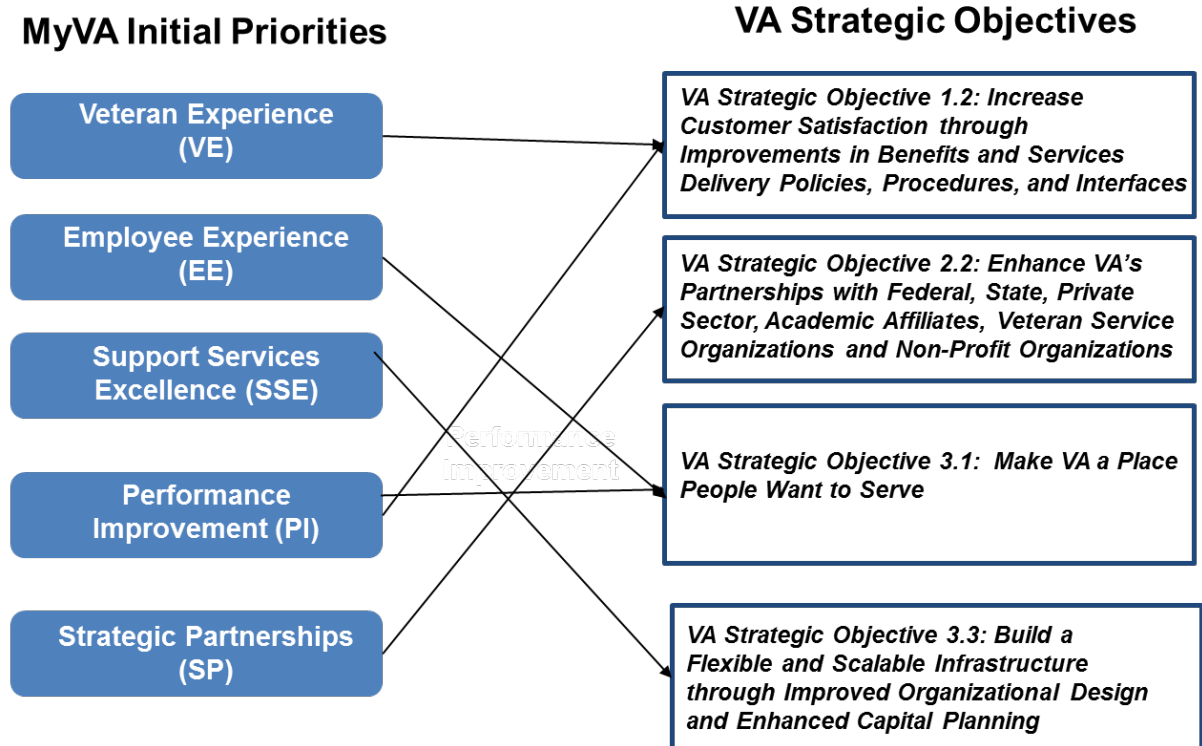 MyVA Initial Priorities
VA Strategic Objectives
Veteran Experience
(VE)
Employee Experience
(EE)
Support Services
Excellence (SSE)
Performance
Improvement (PI)
Strategic Partnerships
(SP)
Performance
Improvement
VA Strategic Objective 1.2: Increase
Customer Satisfaction through
Improvements in Benefits and Services
Delivery Policies, Procedures, and Interfaces
VA Strategic Objective 2.2: Enhance VA's
Partnerships with Federal, State, Private
Sector, Academic Affiliates, Veteran Service
Organizations and Non-Profit Organizations
VA Strategic Objective 3.1: Make VA a Place
People Want to Serve
VA Strategic Objective 3.3: Build a
Flexible and Scalable Infrastructure
through Improved Organizational Design
and Enhanced Capital Planning